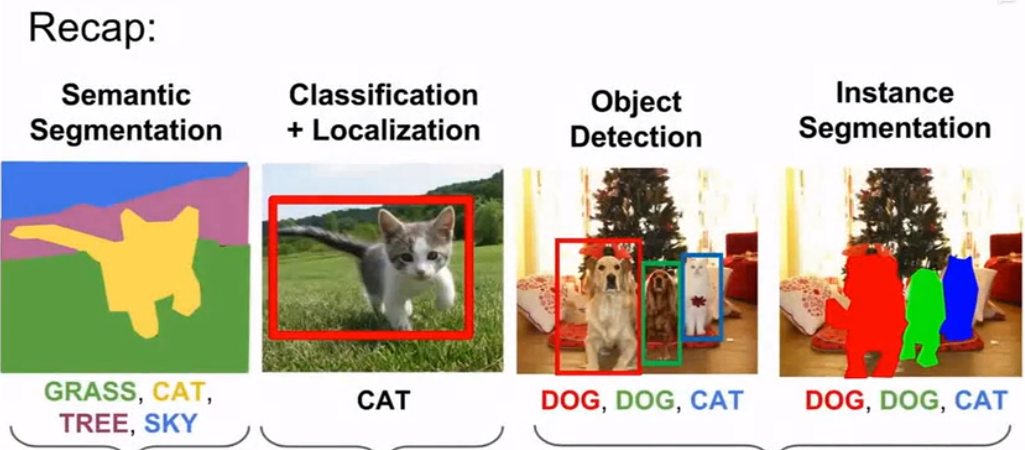 Recap:
Semantic
Segmentation
Classification
+ Localization
Object
Detection
Instance
Segmentation
GRASS, CAT,
TREE, SKY
CAT
DOG, DOG, CAT
DOG, DOG, CAT